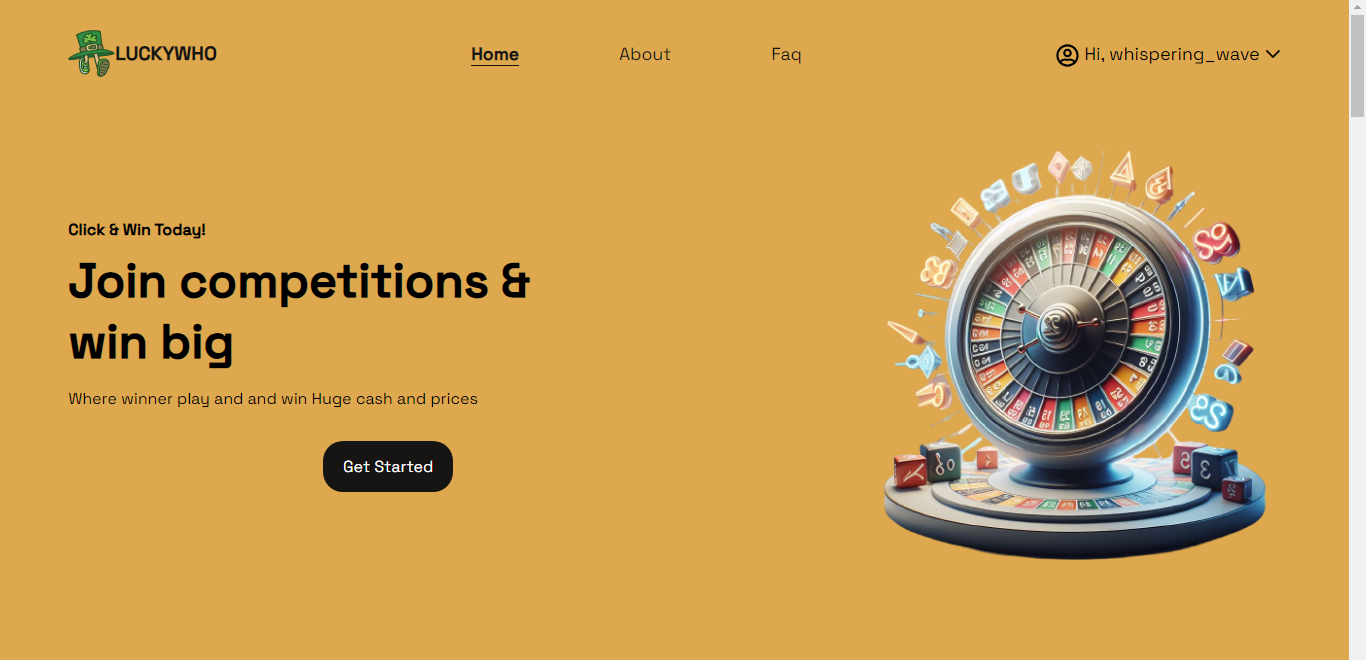 LUCKYWHO
Home
About
Faq
Hi, whispering_wave
Click & Win Today!
Join competitions &
win big
Where winner play and and win Huge cash and prices
Get Started